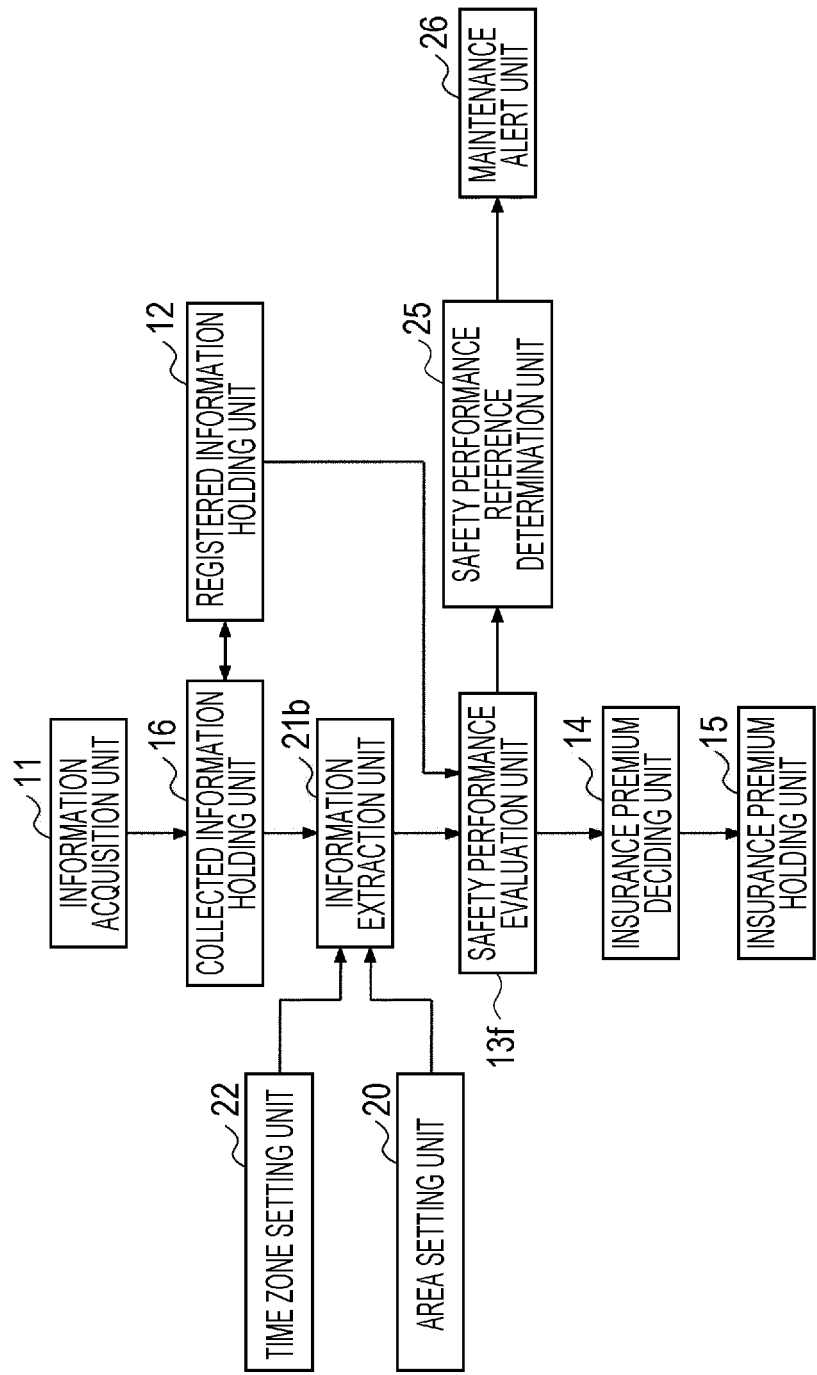 11
INFORMATION
ACQUISITION UNIT
16
COLLECTED INFORMATION
HOLDING UNIT
12
REGISTERED INFORMATION
HOLDING UNIT
22
TIME ZONE SETTING UNIT
21b
INFORMATION
EXTRACTION UNIT
20
AREA SETTING UNIT
13f
SAFETY PERFORMANCE
EVALUATION UNIT
25
SAFETY PERFORMANCE
REFERENCE
DETERMINATION UNIT
26
MAINTENANCE
ALERT UNIT
14
INSURANCE PREMIUM
DECIDING UNIT
15
INSURANCE PREMIUM
HOLDING UNIT